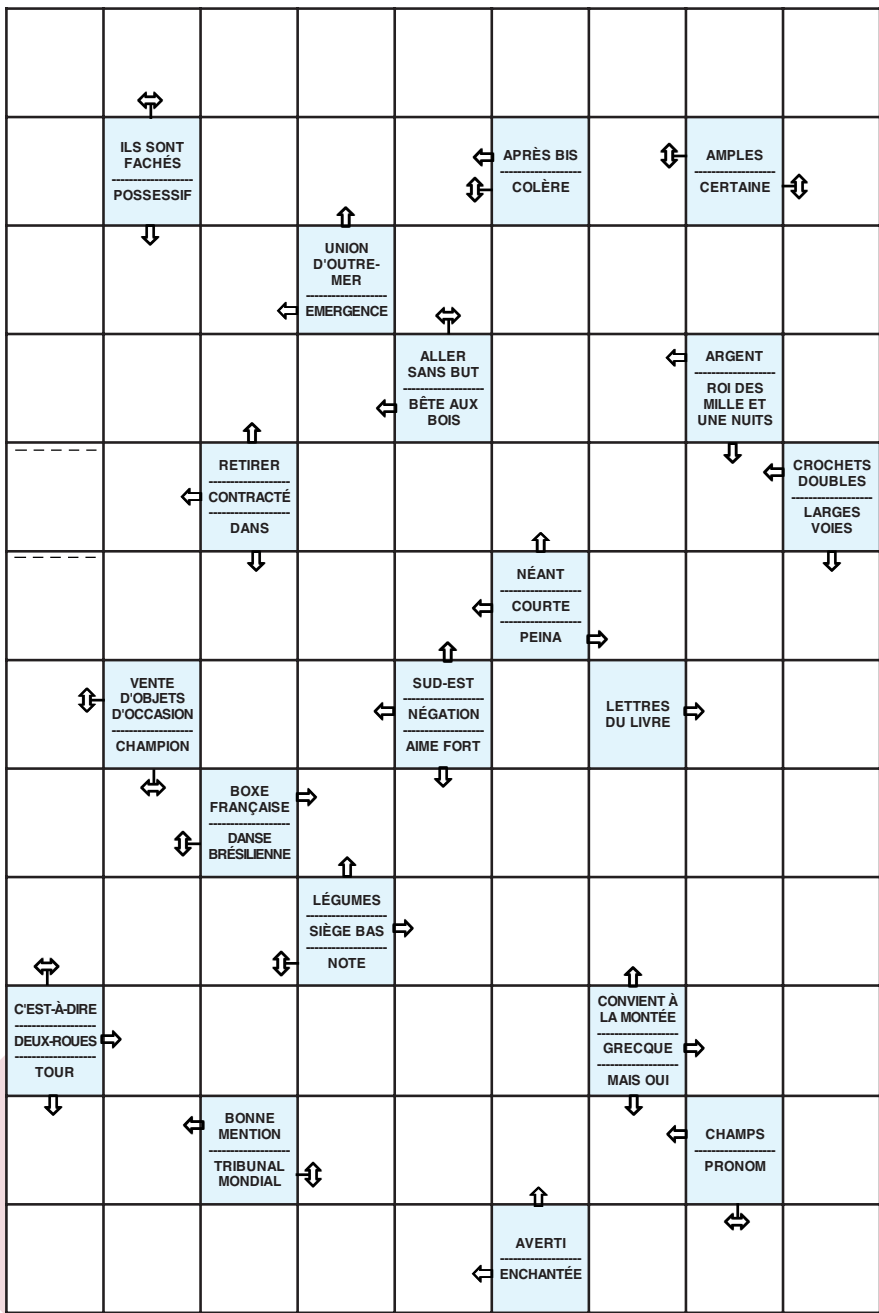 ILS SONT
FACHÉS
POSSESSIF
APRÈS BIS
COLÈRE
AMPLES
CERTAINE
UNION
D'OUTRE-
MER
EMERGENCE
ALLER
SANS BUT
BÊTE AUX
BOIS
ARGENT
ROI DES
MILLE ET
UNE NUITS
RETIRER
CONTRACTÉ
DANS
CROCHETS
DOUBLES
LARGES
VOIES
NÉANT
COURTE
PEINA
VENTE
D'OBJETS
D'OCCASION
CHAMPION
SUD-EST
NÉGATION
AIME FORT
LETTRES
DU LIVRE
BOXE
FRANÇAISE
DANSE
BRÉSILIENNE
LÉGUMES
SIÈGE BAS
NOTE
C'EST-À-DIRE
DEUX-ROUES
TOUR
CONVIENT À
LA MONTÉE
GRECQUE
MAIS OUI
BONNE
MENTION
TRIBUNAL
MONDIAL
CHAMPS
PRONOM
AVERTI
ENCHANTÉE